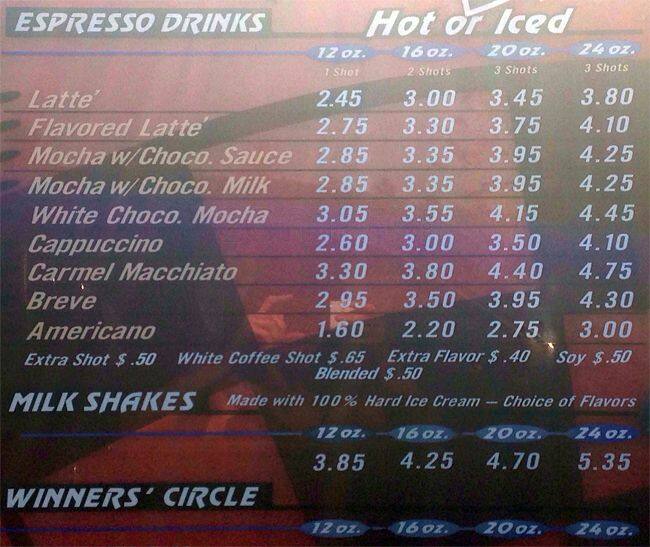 ESPRESSO DRINKS Hot or Iced
12 oz. 16 oz. 20 oz. 24 oz.
1 Shot 2 Shots 3 Shots 3 Shots
Latte' 2.45 3.00 3.45 3.80
Flavored Latte' 2.75 3.30 3.75 4.10
Mocha w/Choco. Sauce 2.85 3.35 3.95 4.25
Mocha w/Choco. Milk 2.85 3.35 3.95 4.25
White Choco. Mocha 3.05 3.55 4.15 4.45
Cappuccino 2.60 3.00 3.50 4.10
Carmel Macchiato 3.30 3.80 4.40 4.75
Breve 2.95 3.50 3.95 4.30
Americano 1.60 2.20 2.75 3.00
Extra Shot $ .50 White Coffee Shot $ .65 Extra Flavor $ .40 Soy $ .50
Blended $ .50
MILK SHAKES Made with 100% Hard Ice Cream — Choice of Flavors
12 oz. 16 oz. 20 oz. 24 oz.
3.85 4.25 4.70 5.35
WINNERS' CIRCLE
12 oz. 16 oz. 20 oz. 24 oz.